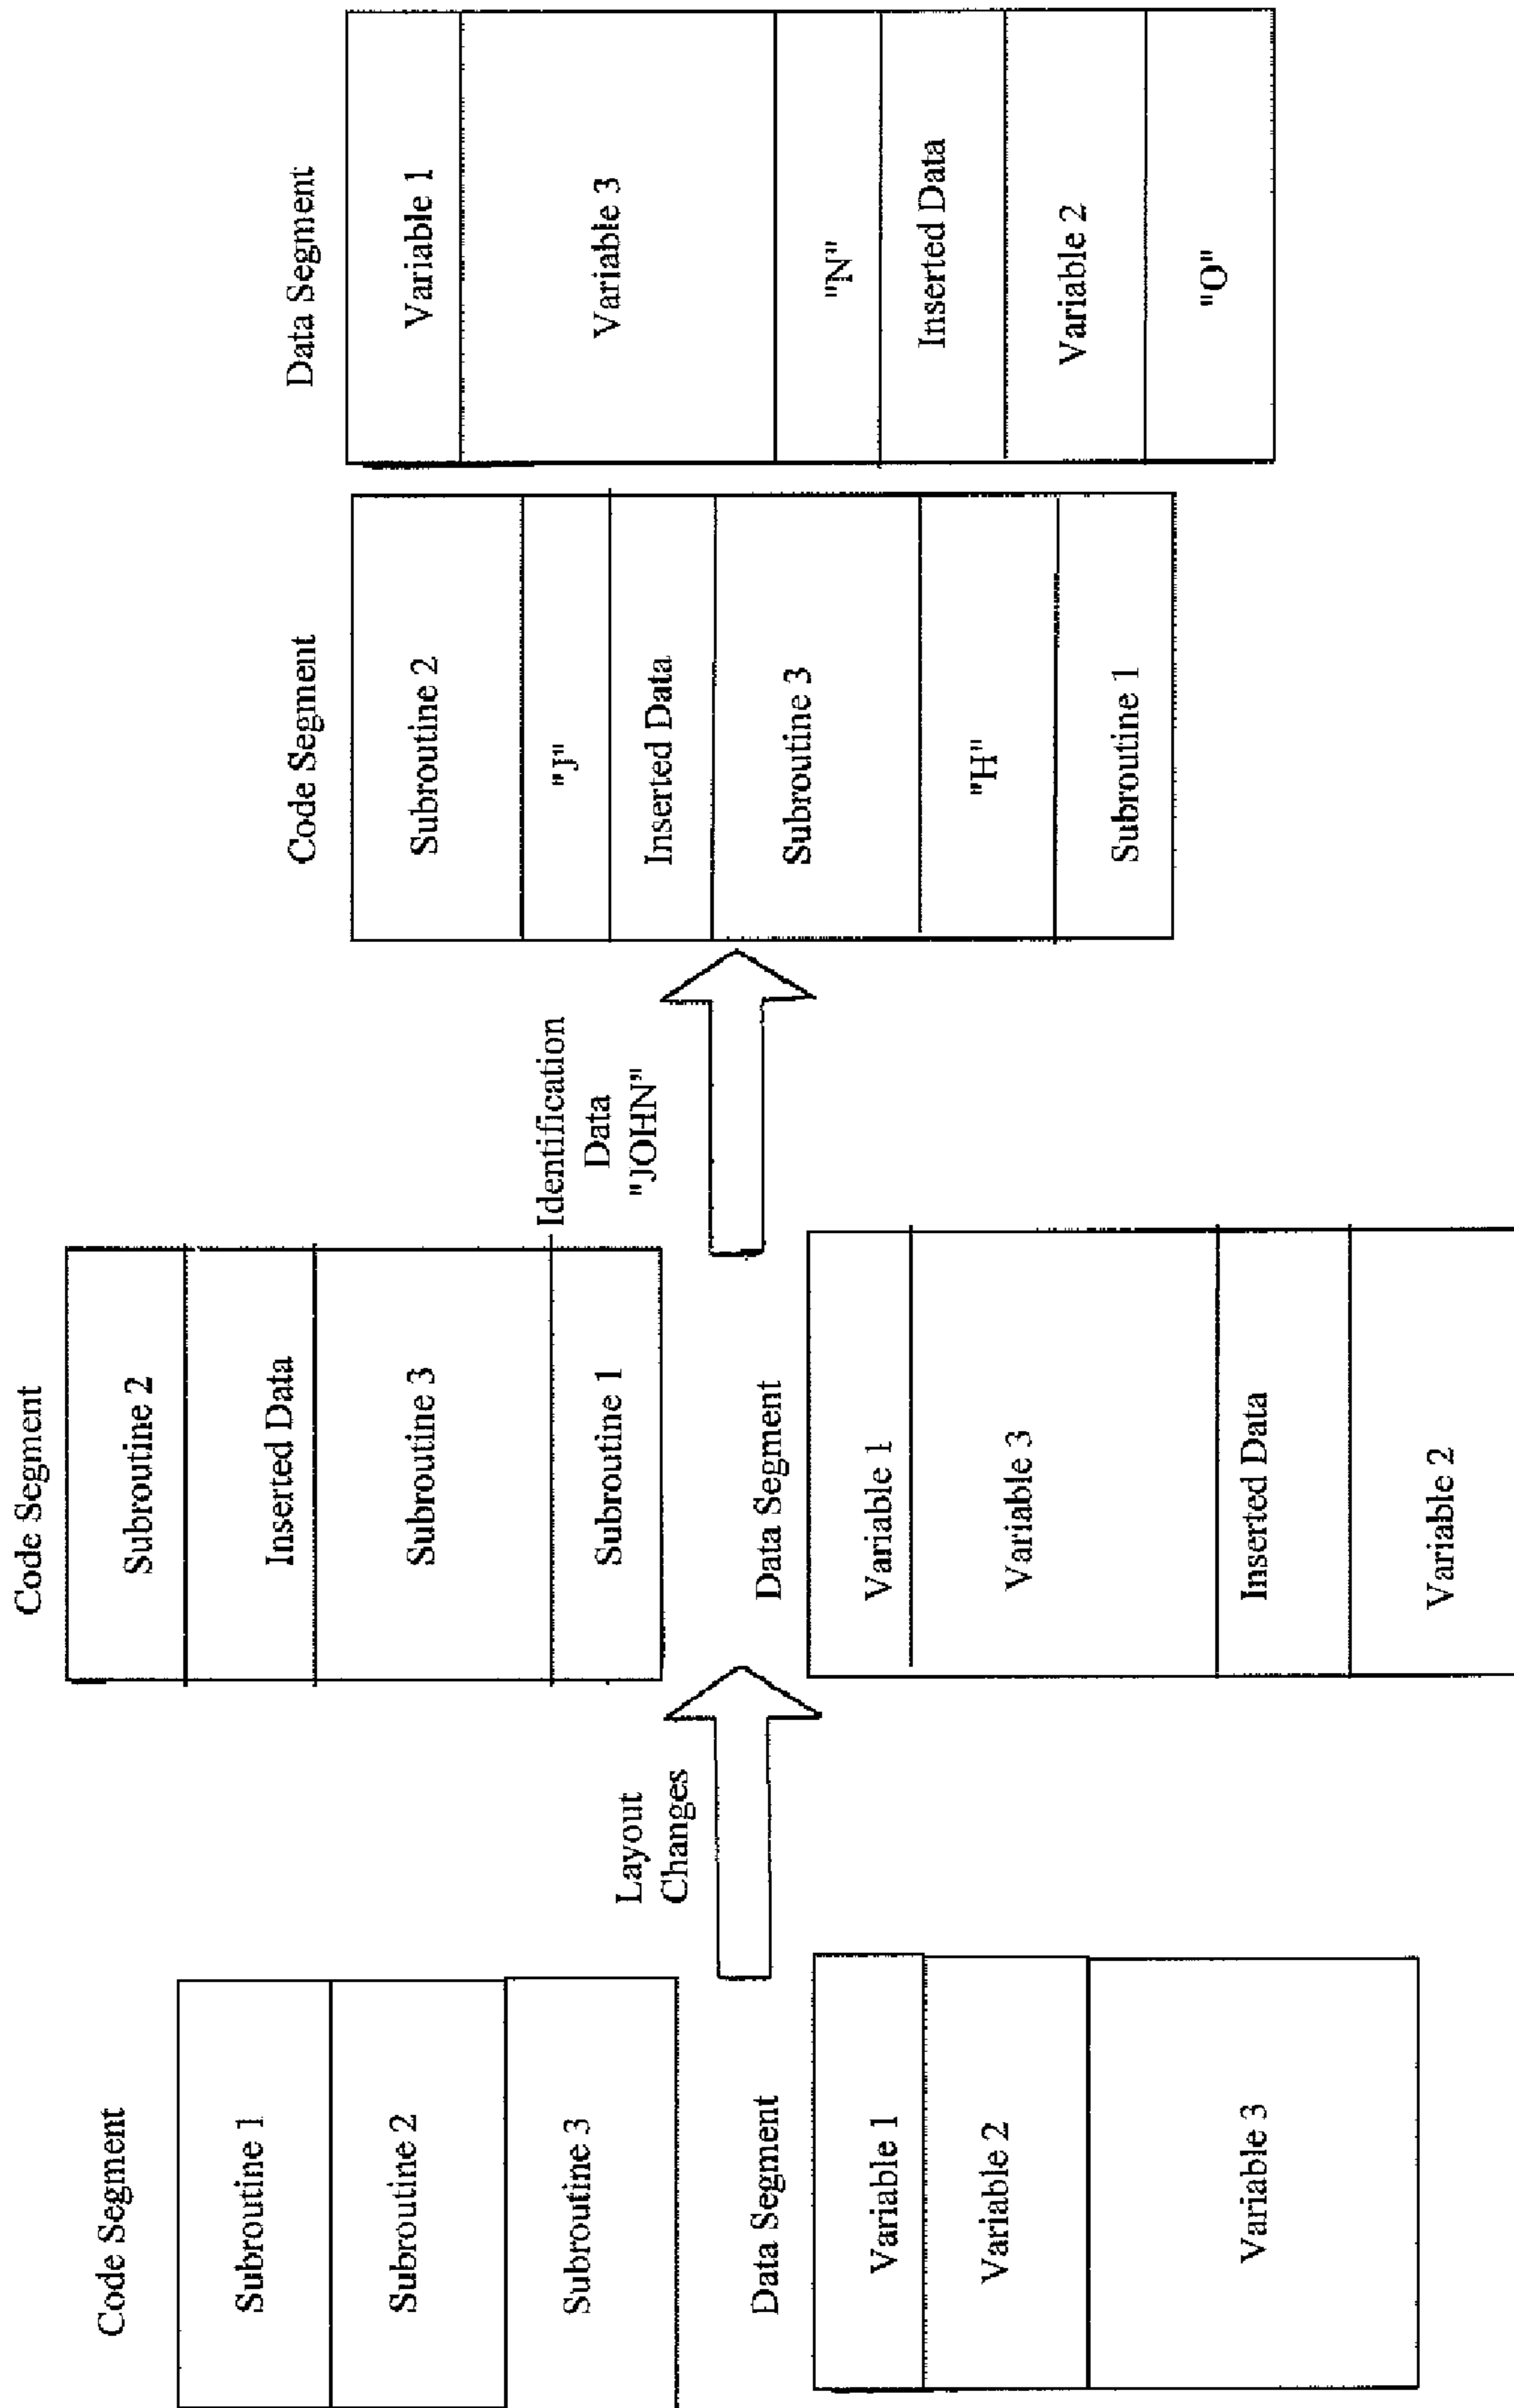 Code Segment
Subroutine 1
Subroutine 2
Subroutine 3
Data Segment
Variable 1
Variable 2
Variable 3
Layout
Changes
Code Segment
Subroutine 2
Inserted Data
Subroutine 3
Subroutine 1
Data Segment
Variable 1
Variable 3
Inserted Data
Variable 2
Identification
Data
"JOHN"
Code Segment
Subroutine 2
"J"
Inserted Data
Subroutine 3
"H"
Subroutine 1
Data Segment
Variable 1
Variable 3
"N"
Inserted Data
Variable 2
"O"